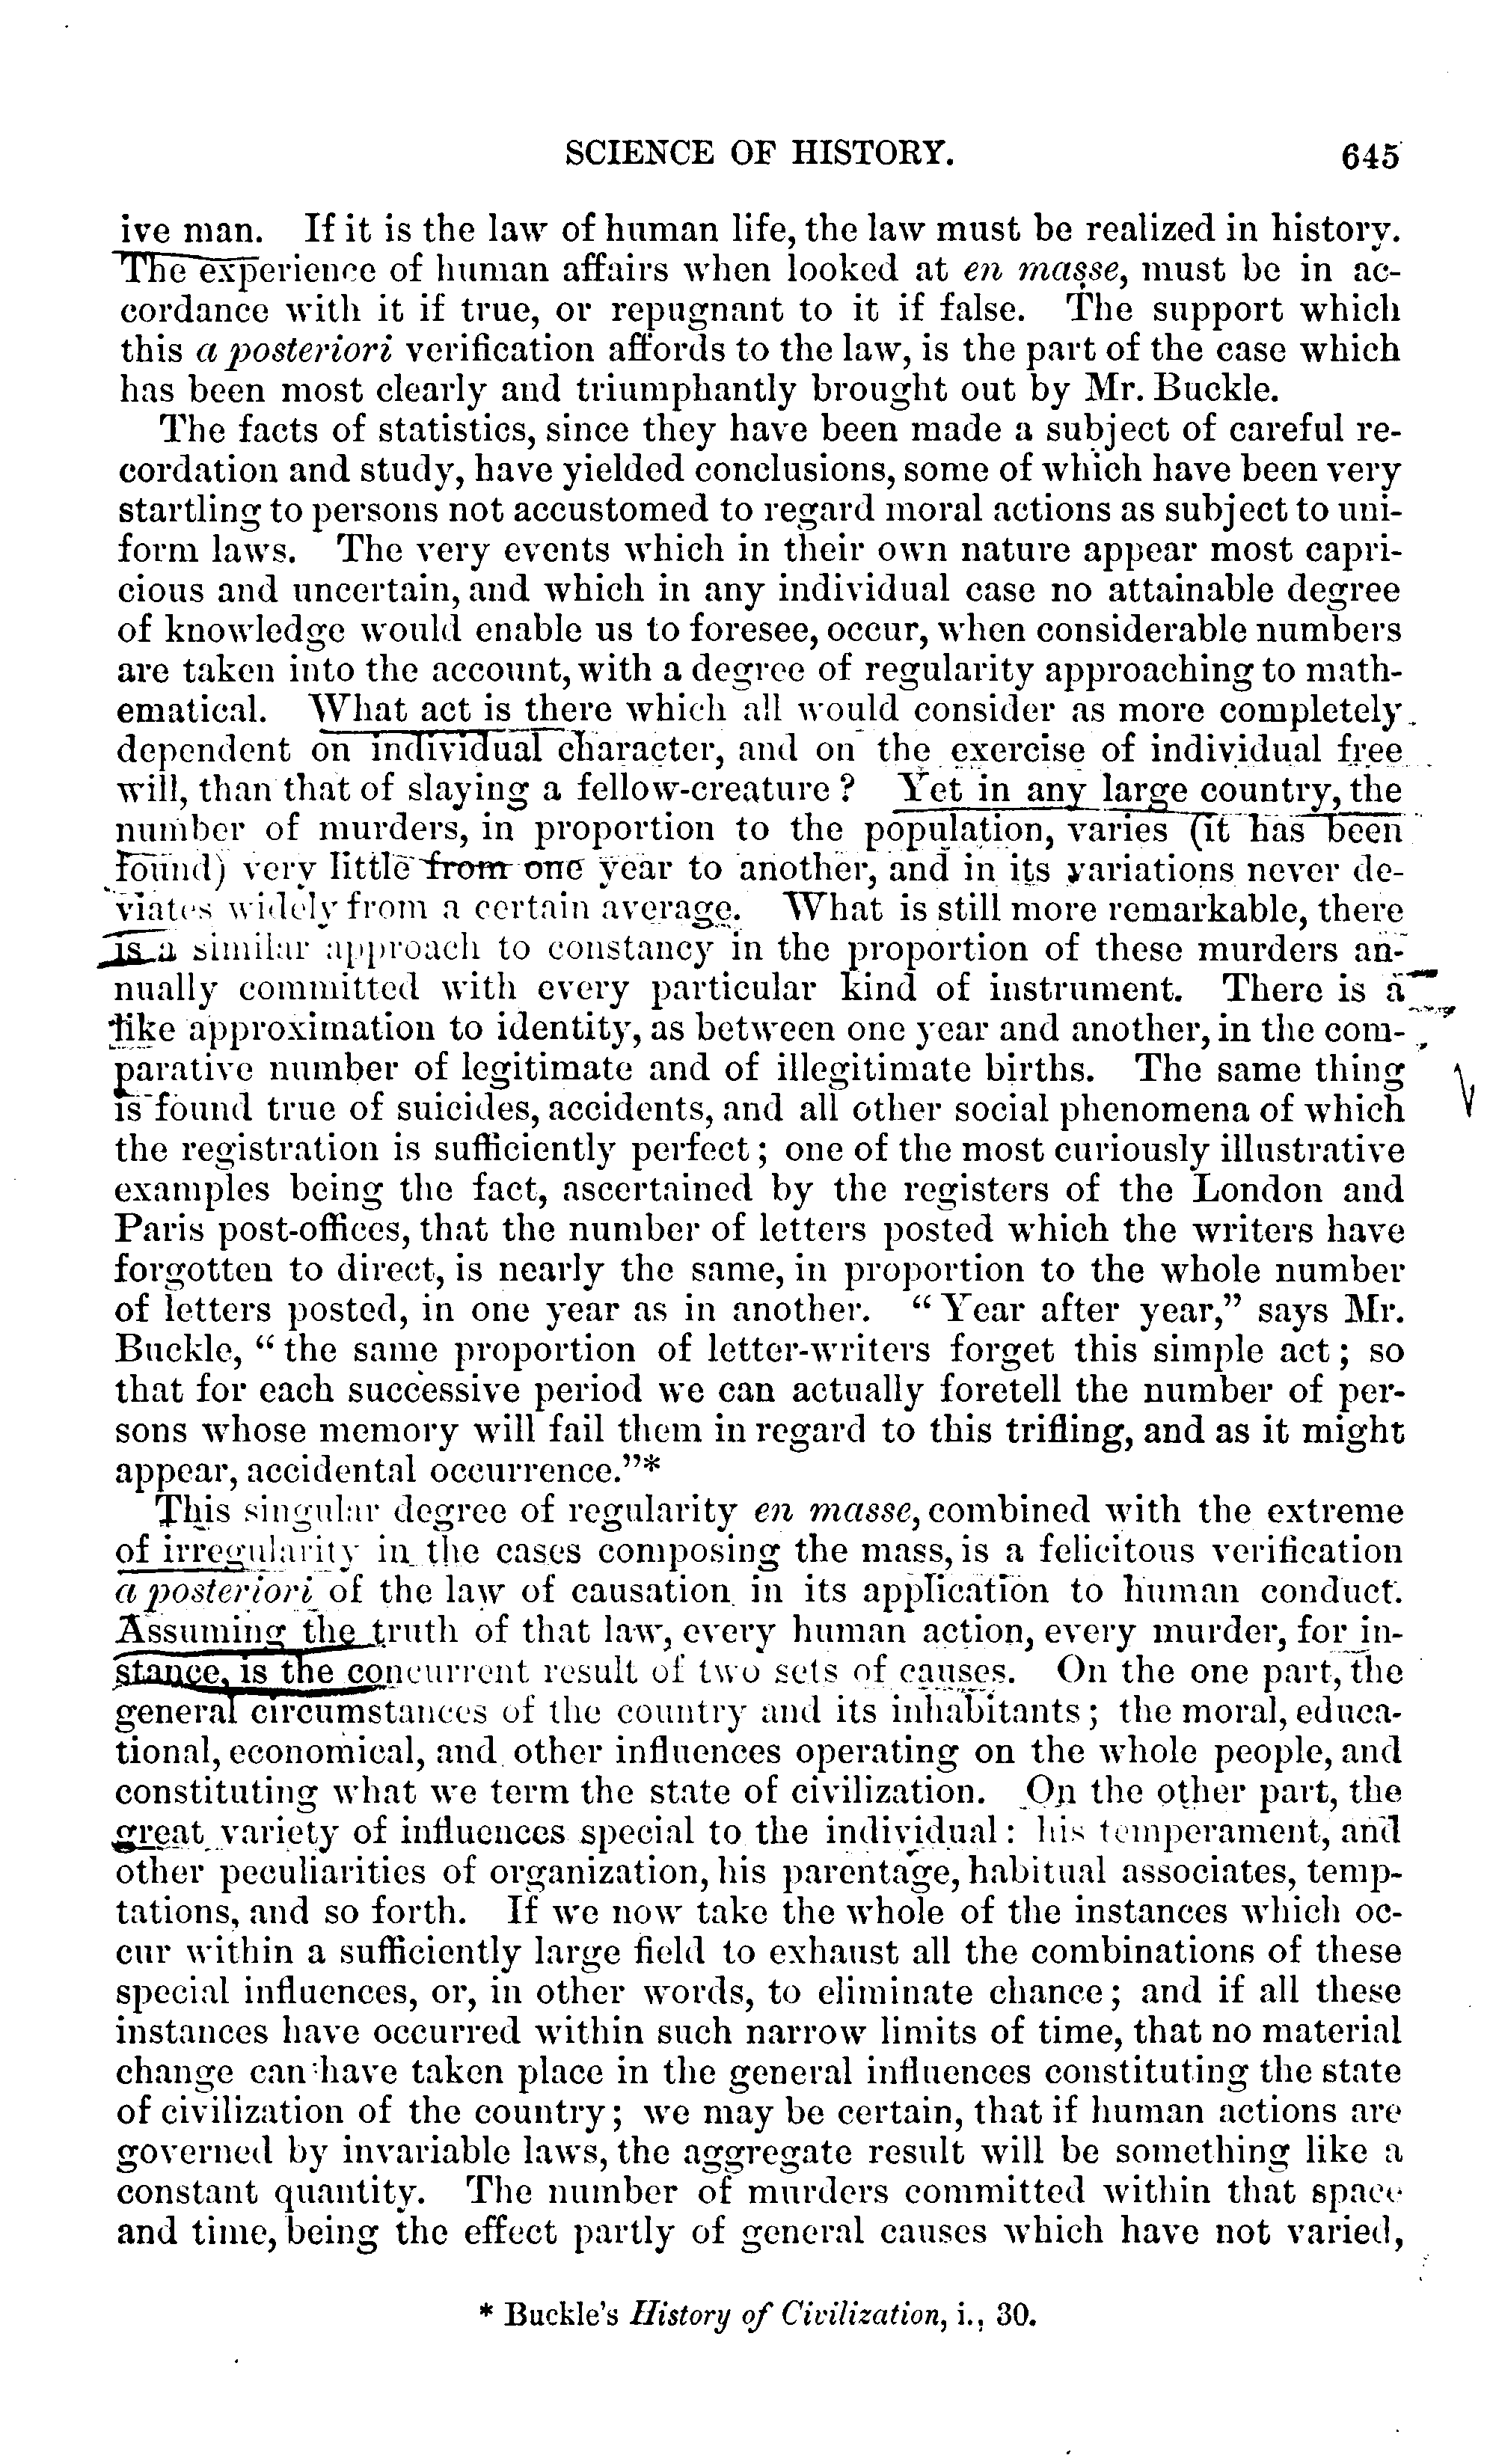 SCIENCE OF HISTORY. 645
ive man. If it is the law of human life, the law must be realized in history.
The experience of human affairs when looked at en masse, must be in ac-
cordance with it if true, or repugnant to it if false. The support which
this a posteriori verification affords to the law, is the part of the case which
has been most clearly and triumphantly brought out by Mr. Buckle.
The facts of statistics, since they have been made a subject of careful re-
cordation and study, have yielded conclusions, some of which have been very
startling to persons not accustomed to regard moral actions as subject to uni-
form laws. The very events which in their own nature appear most capri-
cious and uncertain, and which in any individual case no attainable degree
of knowledge would enable us to foresee, occur, when considerable numbers
are taken into the account, with a degree of regularity approaching to math-
ematical. What act is there which all would consider as more completely
dependent on individual character, and on the exercise of individual free
will, than that of slaying a fellow-creature? Yet in any large country, the
number of murders, in proportion to the population, varies (it has been
found) very little from one year to another, and in its variations never de-
viates widely from a certain average. What is still more remarkable, there
is a similar approach to constancy in the proportion of these murders an-
nually committed with every particular kind of instrument. There is a
like approximation to identity, as between one year and another, in the com-
parative number of legitimate and of illegitimate births. The same thing
is found true of suicides, accidents, and all other social phenomena of which
the registration is sufficiently perfect; one of the most curiously illustrative
examples being the fact, ascertained by the registers of the London and
Paris post-offices, that the number of letters posted which the writers have
forgotten to direct, is nearly the same, in proportion to the whole number
of letters posted, in one year as in another. "Year after year," says Mr.
Buckle, "the same proportion of letter-writers forget this simple act; so
that for each successive period we can actually foretell the number of per-
sons whose memory will fail them in regard to this trifling, and as it might
appear, accidental occurrence."*
This singular degree of regularity en masse, combined with the extreme
of irregularity in the cases composing the mass, is a felicitous verification
a posteriori of the law of causation in its application to human conduct.
Assuming the truth of that law, every human action, every murder, for in-
stance, is the concurrent result of two sets of causes. On the one part, the
general circumstances of the country and its inhabitants; the moral, educa-
tional, economical, and other influences operating on the whole people, and
constituting what we term the state of civilization. On the other part, the
great variety of influences special to the individual: his temperament, and
other peculiarities of organization, his parentage, habitual associates, temp-
tations, and so forth. If we now take the whole of the instances which oc-
cur within a sufficiently large field to exhaust all the combinations of these
special influences, or, in other words, to eliminate chance; and if all these
instances have occurred within such narrow limits of time, that no material
change can have taken place in the general influences constituting the state
of civilization of the country; we may be certain, that if human actions are
governed by invariable laws, the aggregate result will be something like a
constant quantity. The number of murders committed within that space
and time, being the effect partly of general causes which have not varied,
* Buckle's History of Civilization, i., 30.